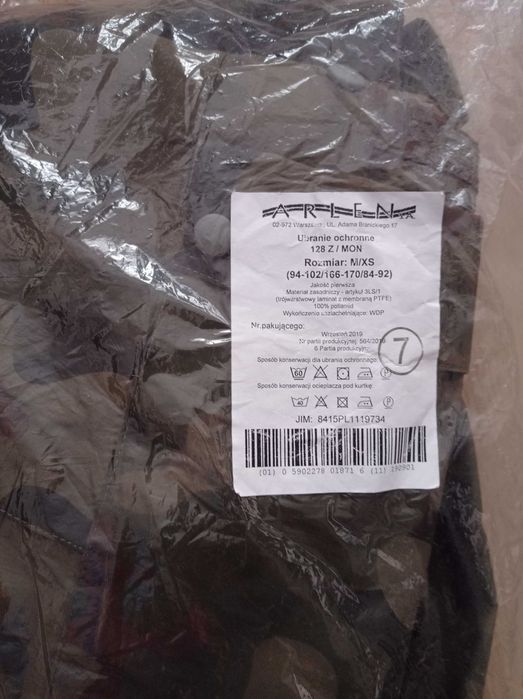 ARLEN S.A.
02-972 Warszawa, UL. Adama Branickiego 17
Ubranie ochronne
128 Z / MON
Rozmiar: M/XS
(94-102/166-170/84-92)
Jakość pierwsza
Materiał zasadniczy - artykuł 3LS/1
(trójwarstwowy laminat z membraną PTFE)
100% poliamid
Wykończenie uszlachetniające: WDP
Nr.pakującego:
Wrzesień 2019
Nr partii produkcyjnej: 564/2019
6 Partia produkcyjna
7
Sposób konserwacji dla ubrania ochronnego:
60 P
Sposób konserwacji ocieplacza pod kurtkę:
40 P
JIM: 8415PL1119734
(01) 0 5902278 01871 6 (11) 190901